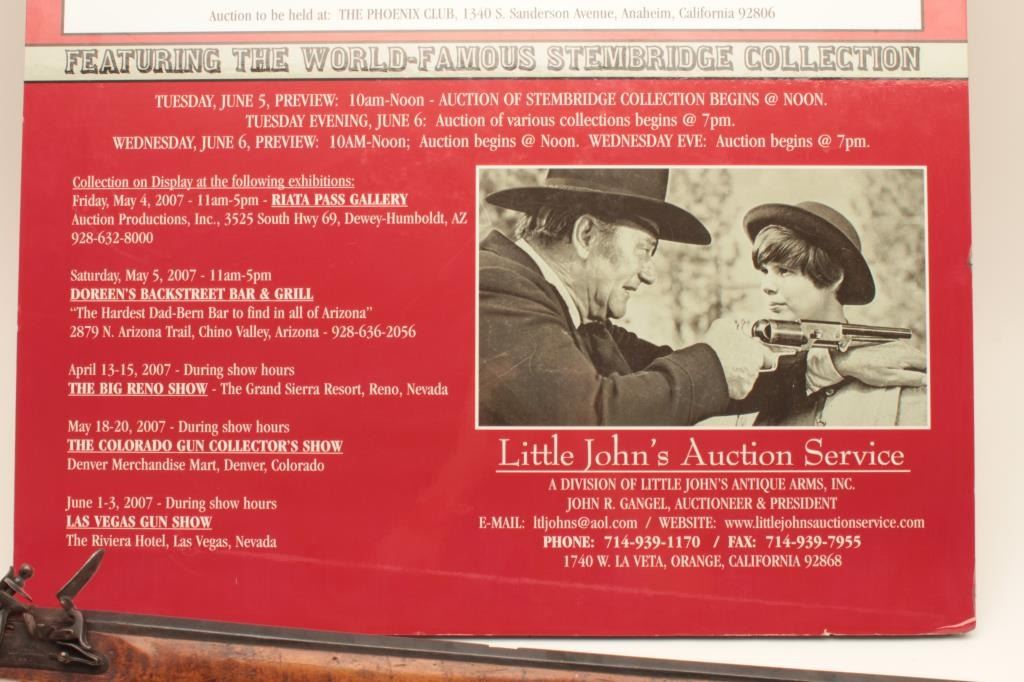 Auction to be held at: THE PHOENIX CLUB, 1340 S. Sanderson Avenue, Anaheim, California 92806
FEATURING THE WORLD-FAMOUS STEMBRIDGE COLLECTION
TUESDAY, JUNE 5, PREVIEW: 10am-Noon - AUCTION OF STEMBRIDGE COLLECTION BEGINS @ NOON.
TUESDAY EVENING, JUNE 6: Auction of various collections begins @ 7pm.
WEDNESDAY, JUNE 6, PREVIEW: 10AM-Noon; Auction begins @ Noon. WEDNESDAY EVE: Auction begins @ 7pm.
Collection on Display at the following exhibitions:
Friday, May 4, 2007 - 11am-5pm - RIATA PASS GALLERY
Auction Productions, Inc., 3525 South Hwy 69, Dewey-Humboldt, AZ
928-632-8000
Saturday, May 5, 2007 - 11am-5pm
DOREEN'S BACKSTREET BAR & GRILL
"The Hardest Dad-Bern Bar to find in all of Arizona"
2879 N. Arizona Trail, Chino Valley, Arizona - 928-636-2056
April 13-15, 2007 - During show hours
THE BIG RENO SHOW - The Grand Sierra Resort, Reno, Nevada
May 18-20, 2007 - During show hours
THE COLORADO GUN COLLECTOR'S SHOW
Denver Merchandise Mart, Denver, Colorado
June 1-3, 2007 - During show hours
LAS VEGAS GUN SHOW
The Riviera Hotel, Las Vegas, Nevada
Little John's Auction Service
A DIVISION OF LITTLE JOHN'S ANTIQUE ARMS, INC.
JOHN R. GANGEL, AUCTIONEER & PRESIDENT
E-MAIL: ltljohns@aol.com / WEBSITE: www.littlejohnsauctionservice.com
PHONE: 714-939-1170 / FAX: 714-939-7955
1740 W. LA VETA, ORANGE, CALIFORNIA 92868